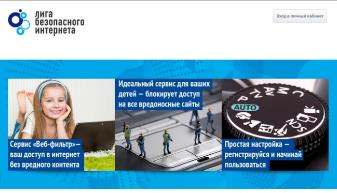 лига
безопасного
интернета
Вход в личный кабинет
Идеальный сервис для ваших
детей — блокирует доступ
на все вредоносные сайты
AUTO
Сервис «Веб-фильтр»—
ваш доступ в интернет
без вредного контента
Простая настройка —
регистрируйся и начинай
пользоваться